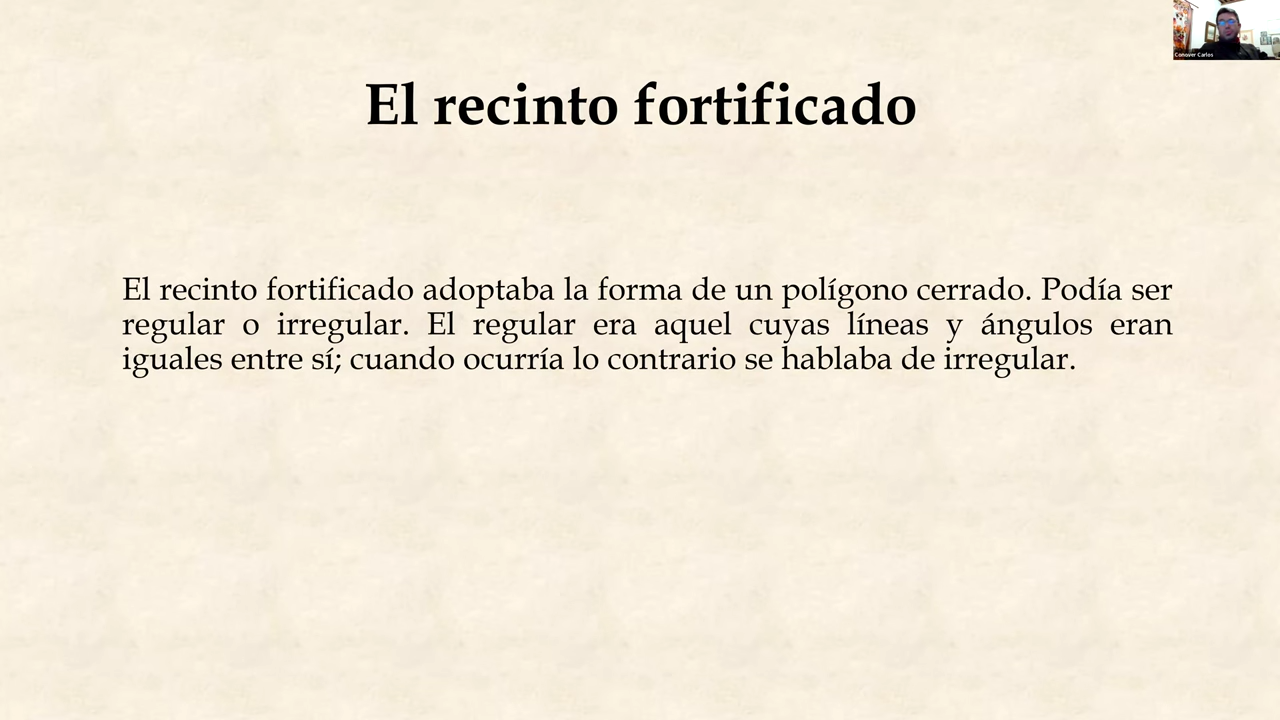 Conover Carlos
El recinto fortificado
El recinto fortificado adoptaba la forma de un polígono cerrado. Podía ser
regular o irregular. El regular era aquel cuyas líneas y ángulos eran
iguales entre sí; cuando ocurría lo contrario se hablaba de irregular.